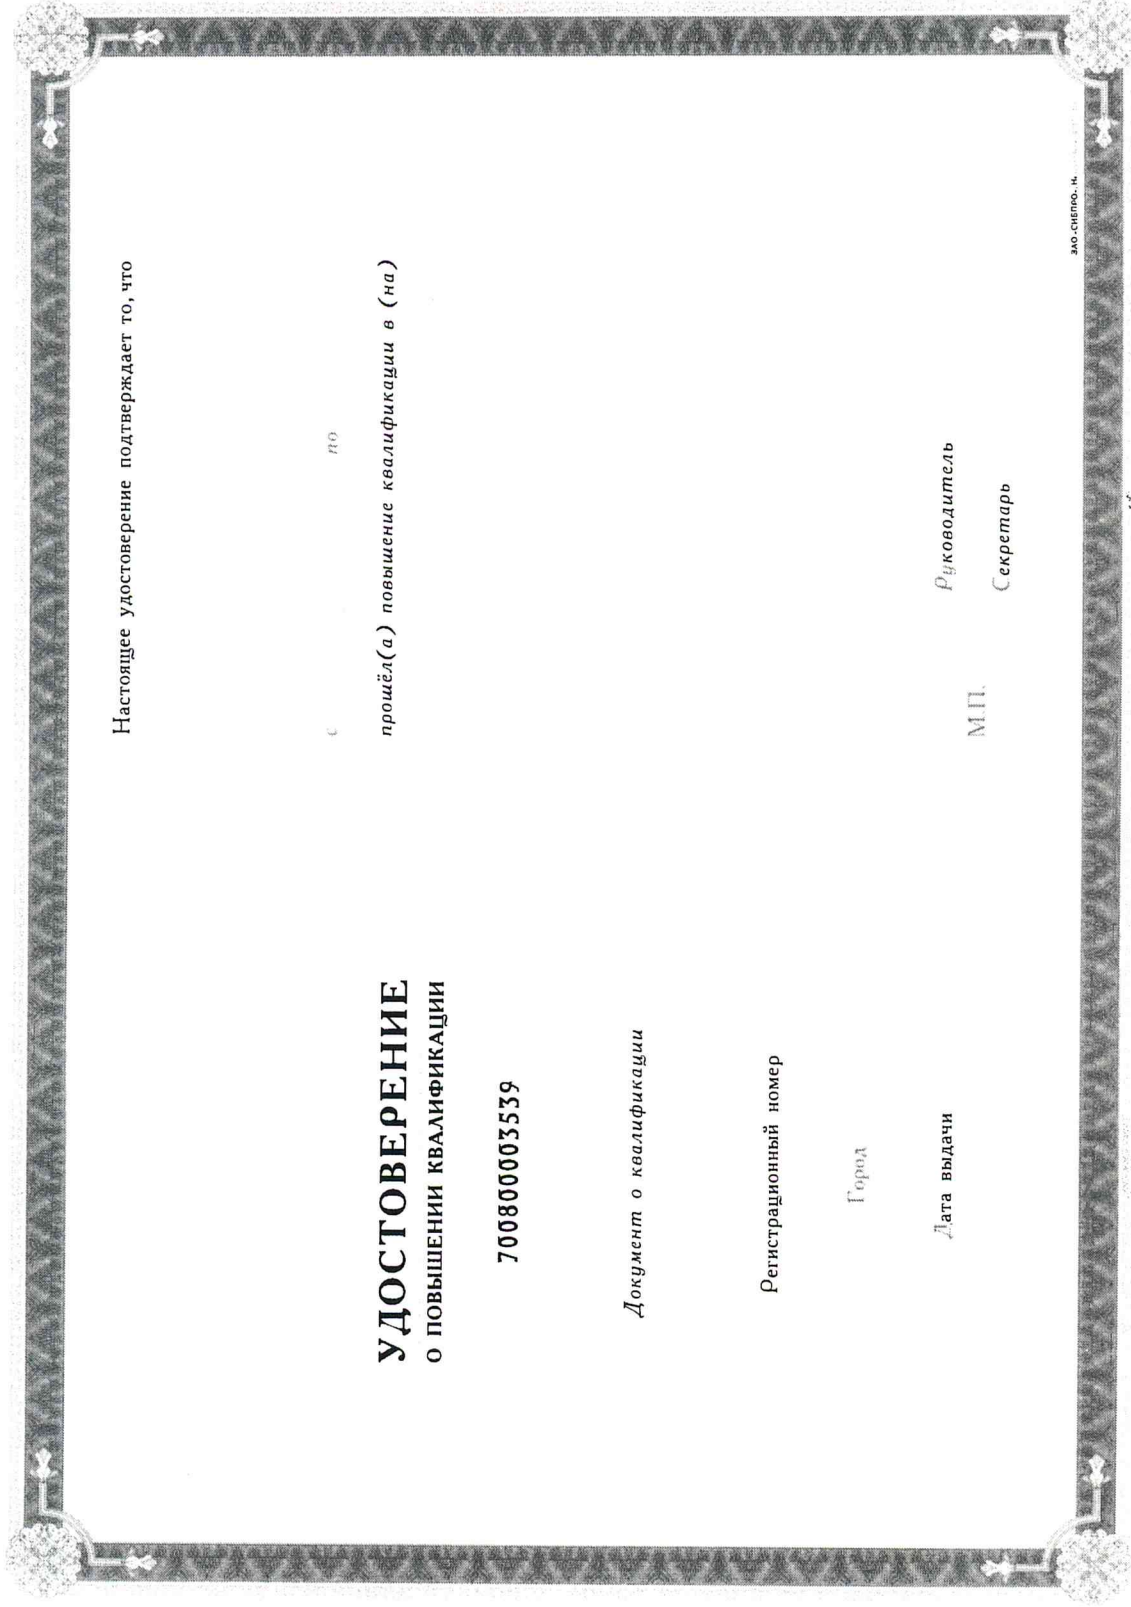 УДОСТОВЕРЕНИЕ
О ПОВЫШЕНИИ КВАЛИФИКАЦИИ
700800003539
Документ о квалификации
Регистрационный номер
Город
Дата выдачи
Настоящее удостоверение подтверждает то, что
с по
прошёл(а) повышение квалификации в (на)
Руководитель
М.П.
Секретарь
ЗАО